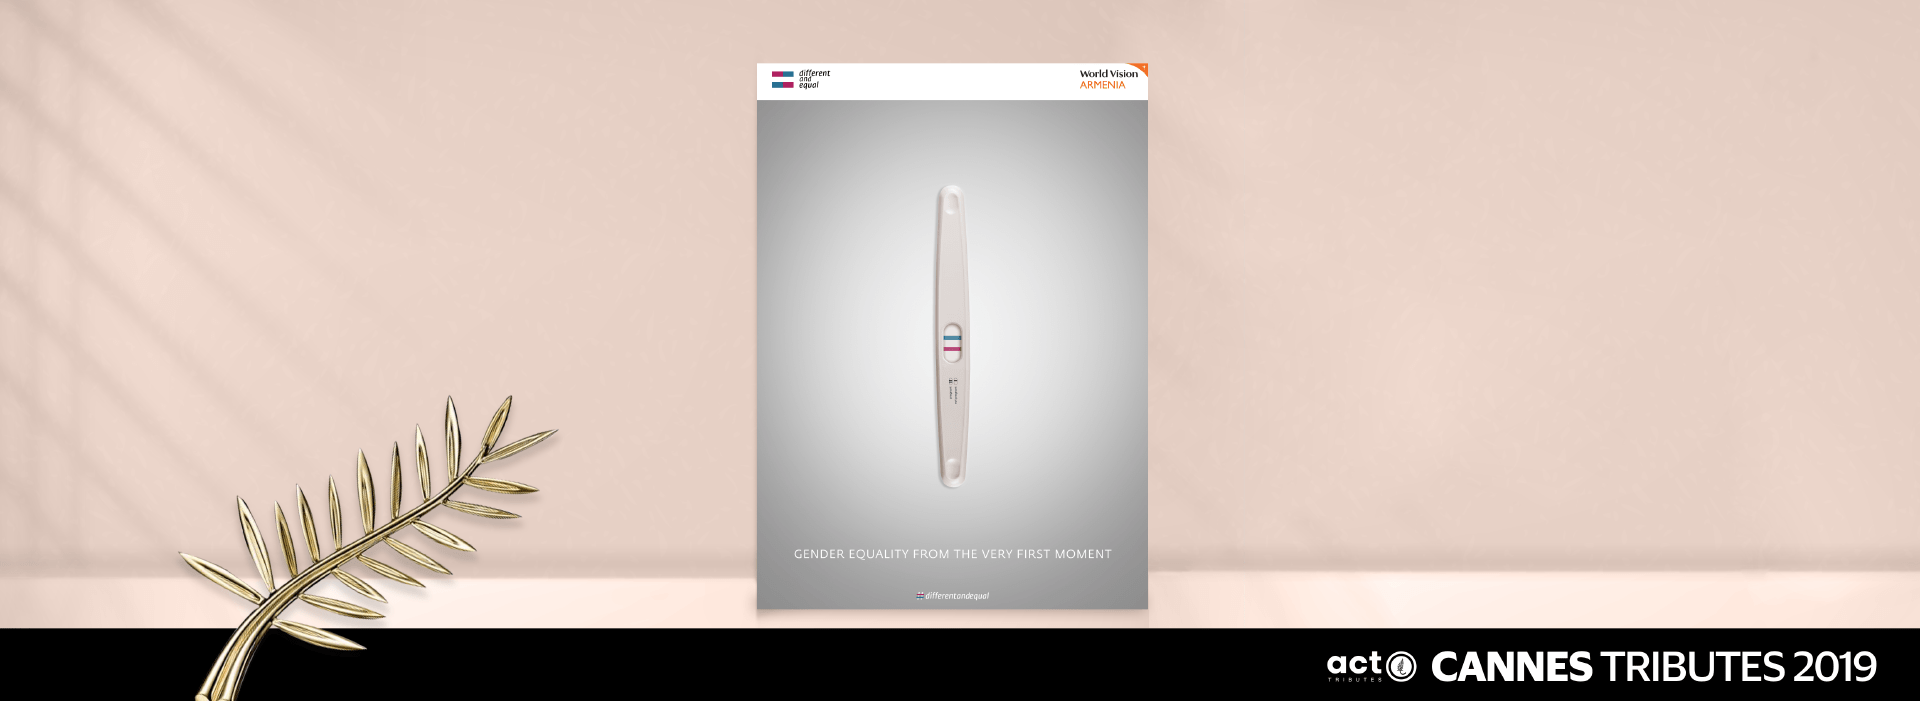 different
and
equal
World Vision
ARMENIA
GENDER EQUALITY FROM THE VERY FIRST MOMENT
differentandequal
act
TRIBUTES
CANNES TRIBUTES 2019